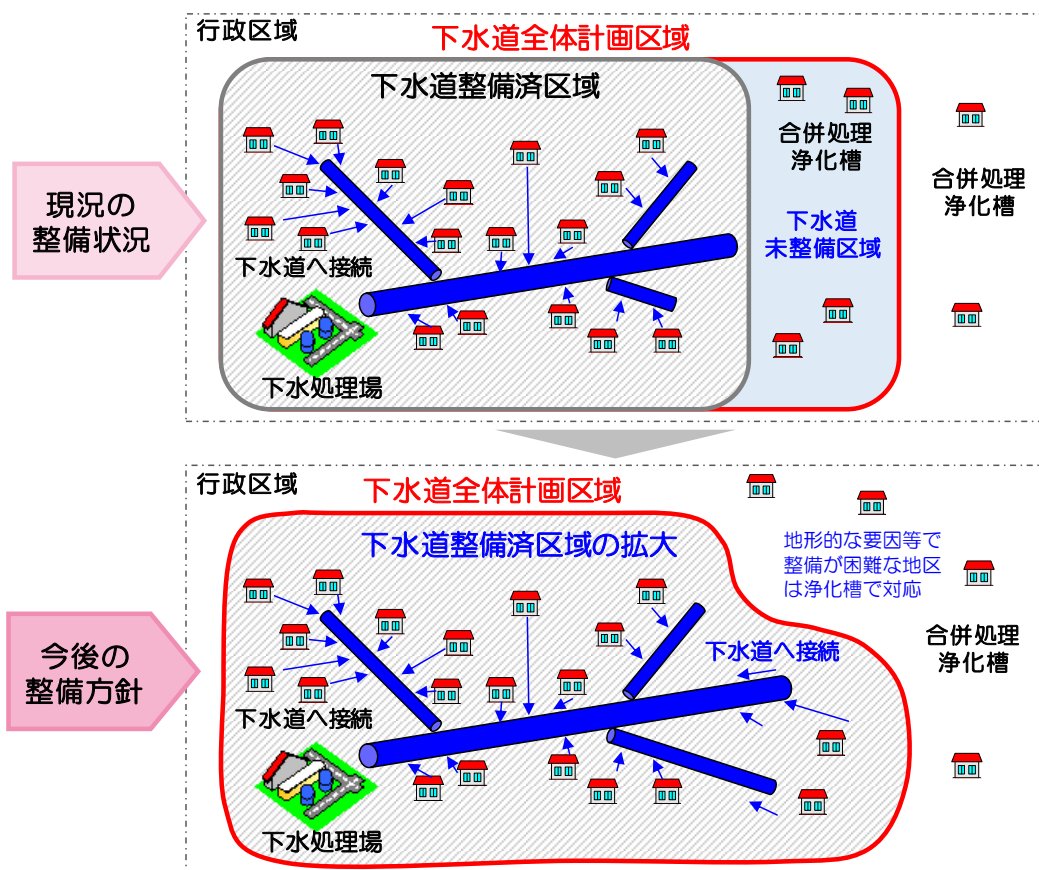 行政区域
下水道全体計画区域
下水道整備済区域
合併処理
浄化槽
合併処理
浄化槽
現況の
整備状況
下水道
未整備区域
下水道へ接続
下水処理場
行政区域
下水道全体計画区域
下水道整備済区域の拡大
地形的な要因等で
整備が困難な地区
は浄化槽で対応
合併処理
浄化槽
今後の
整備方針
下水道へ接続
下水道へ接続
下水処理場